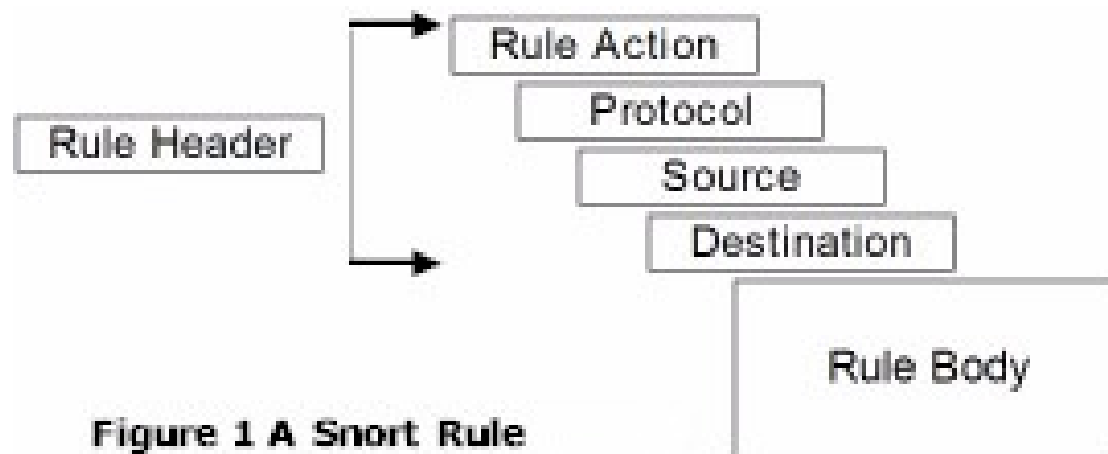 Rule Action
Protocol
Rule Header
Source
Destination
Rule Body
Figure 1 A Snort Rule